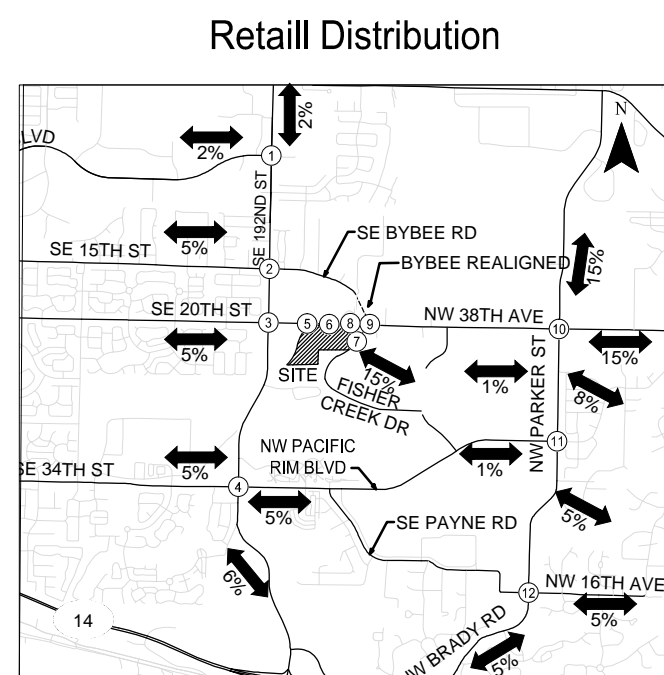 Retaill Distribution
N
2%
LVD
2%
1
SE 192ND ST
5%
SE 15TH ST
2
SE BYBEE RD
BYBEE REALIGNED
15%
SE 20TH ST
3
5
6
8
9
NW 38TH AVE
10
7
5%
15%
SITE
15%
1%
8%
FISHER
CREEK DR
NW PARKER ST
11
NW PACIFIC
RIM BLVD
1%
5%
SE 34TH ST
4
5%
5%
SE PAYNE RD
6%
12
NW 16TH AVE
5%
14
NW BRADY RD
5%